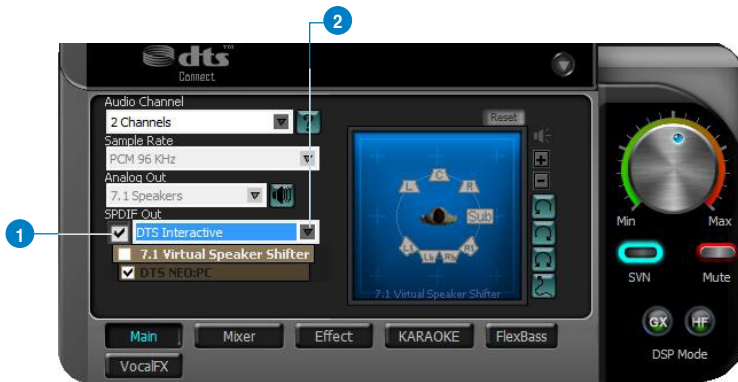 2
dts™
Connect
Audio Channel
2 Channels
?
Reset
Sample Rate
PCM 96 KHz
Analog Out
7.1 Speakers
SPDIF Out
1
DTS Interactive
7.1 Virtual Speaker Shifter
DTS NEO:PC
L
C
R
Sub
Ls
Lb
Rb
Rs
7.1 Virtual Speaker Shifter
Min
Max
SVN
Mute
GX
HF
DSP Mode
Main
Mixer
Effect
KARAOKE
FlexBass
VocalFX